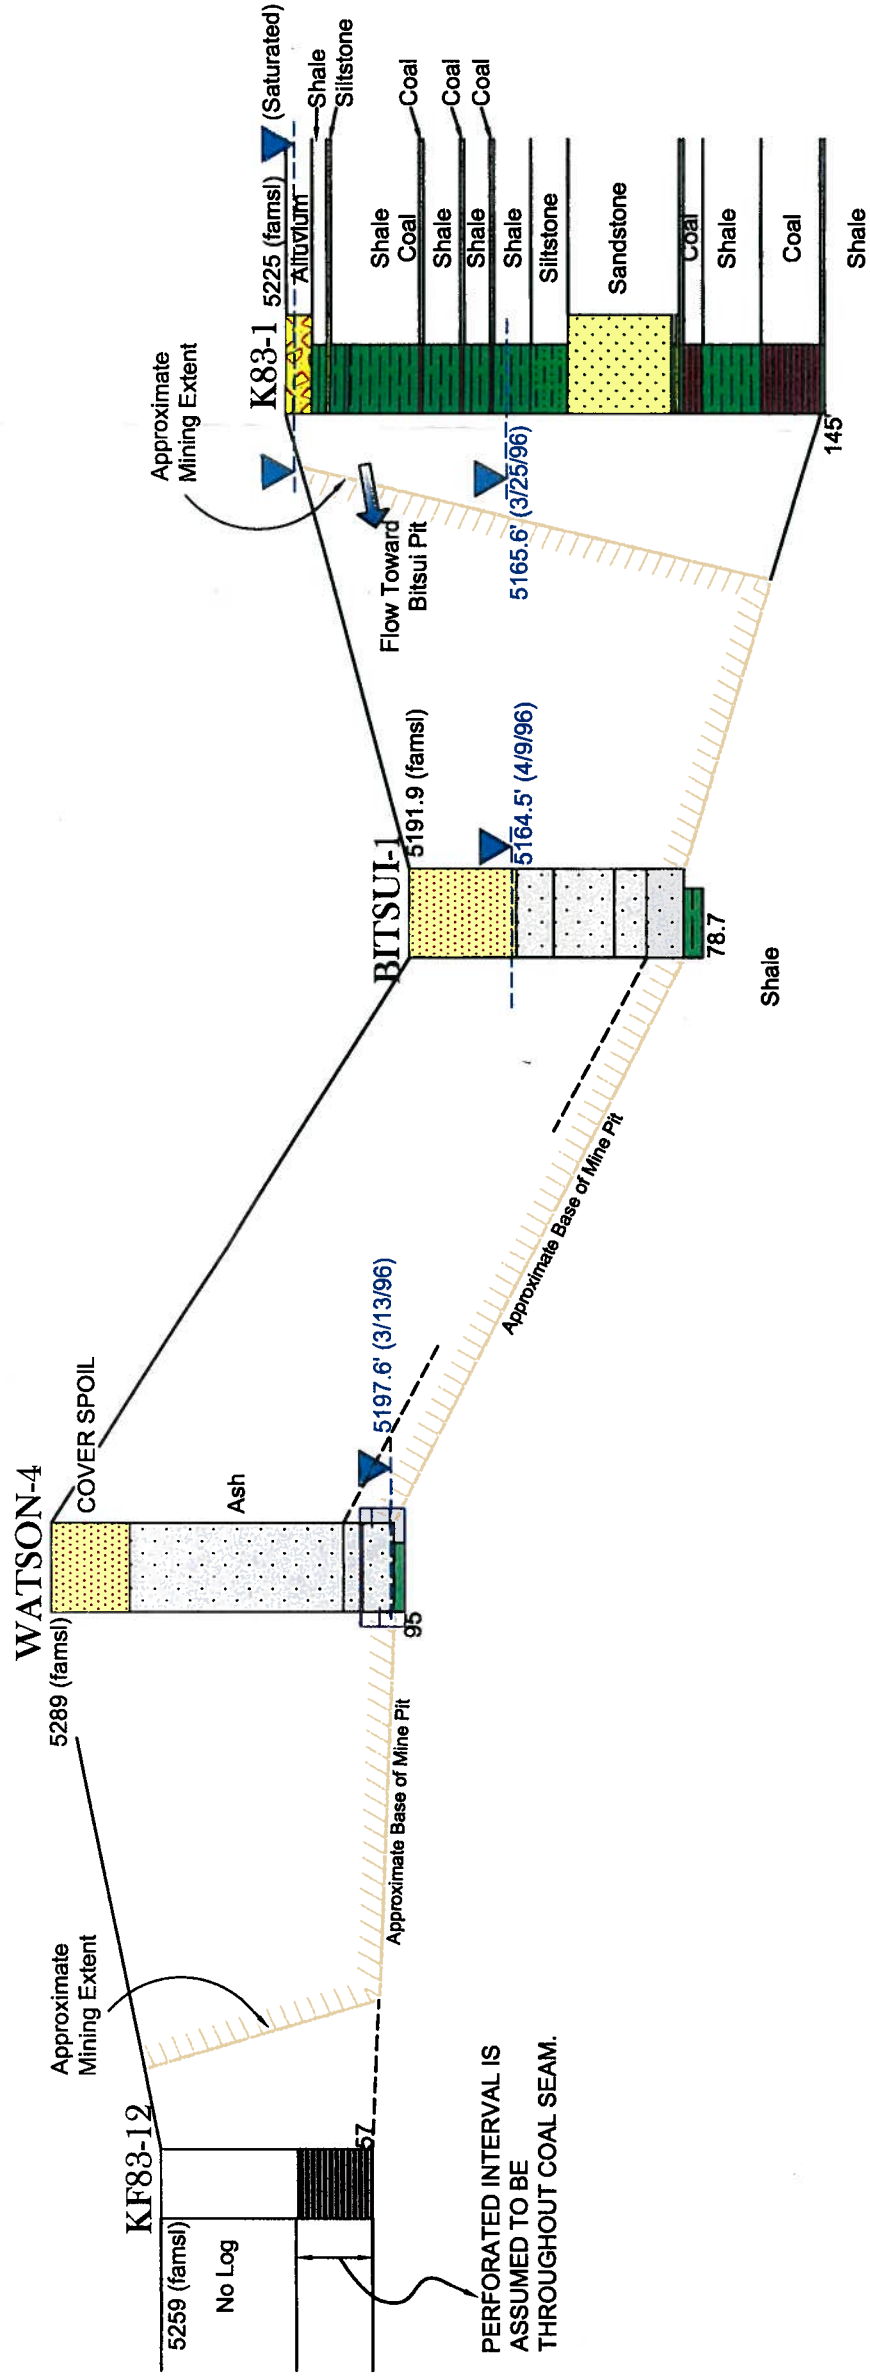 KF83-12
5259 (famsl)
No Log
57
PERFORATED INTERVAL IS
ASSUMED TO BE
THROUGHOUT COAL SEAM.
Approximate
Mining Extent
Approximate Base of Mine Pit
WATSON-4
5289 (famsl)
COVER SPOIL
Ash
95
5197.6' (3/13/96)
Approximate Base of Mine Pit
BITSUI-1
5191.9 (famsl)
5164.5' (4/9/96)
78.7
Shale
Approximate
Mining Extent
Flow Toward
Bitsui Pit
5165.6' (3/25/96)
K83-1
5225 (famsl)
(Saturated)
Alluvium
Shale
Siltstone
Shale
Coal
Coal
Shale
Coal
Shale
Coal
Shale
Siltstone
Sandstone
Coal
Shale
Coal
Shale
145'